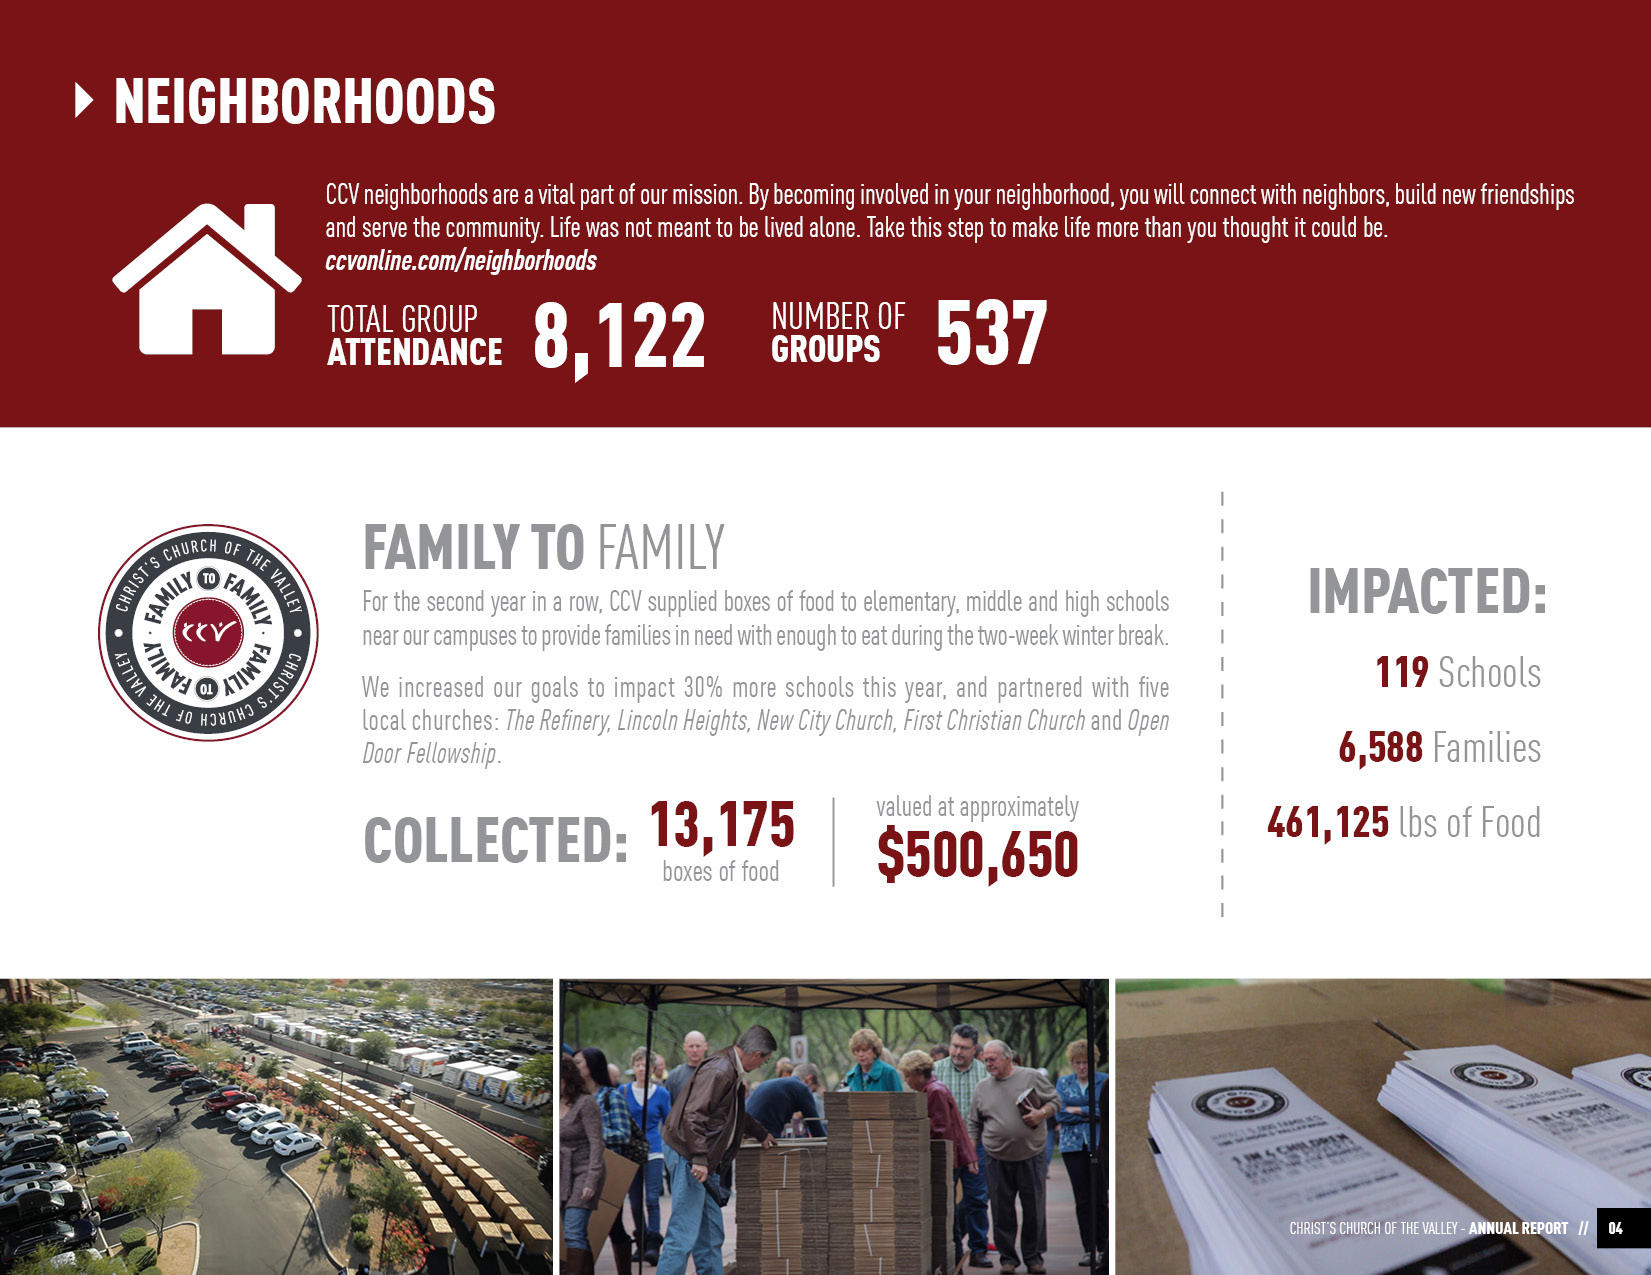 NEIGHBORHOODS
CCV neighborhoods are a vital part of our mission. By becoming involved in your neighborhood, you will connect with neighbors, build new friendships
and serve the community. Life was not meant to be lived alone. Take this step to make life more than you thought it could be.
ccvonline.com/neighborhoods
TOTAL GROUP
ATTENDANCE
8,122
NUMBER OF
GROUPS
537
CHRIST'S CHURCH OF THE VALLEY
CHRIST'S CHURCH OF THE VALLEY
FAMILY TO FAMILY
FAMILY TO FAMILY
CCV
FAMILY TO FAMILY
For the second year in a row, CCV supplied boxes of food to elementary, middle and high schools
near our campuses to provide families in need with enough to eat during the two-week winter break.
We increased our goals to impact 30% more schools this year, and partnered with five
local churches: The Refinery, Lincoln Heights, New City Church, First Christian Church and Open
Door Fellowship.
COLLECTED:
13,175
boxes of food
valued at approximately
$500,650
IMPACTED:
119 Schools
6,588 Families
461,125 lbs of Food
1 IN 6 CHILDREN
1 IN 6 CHILDREN
CHRIST'S CHURCH OF THE VALLEY - ANNUAL REPORT // 04